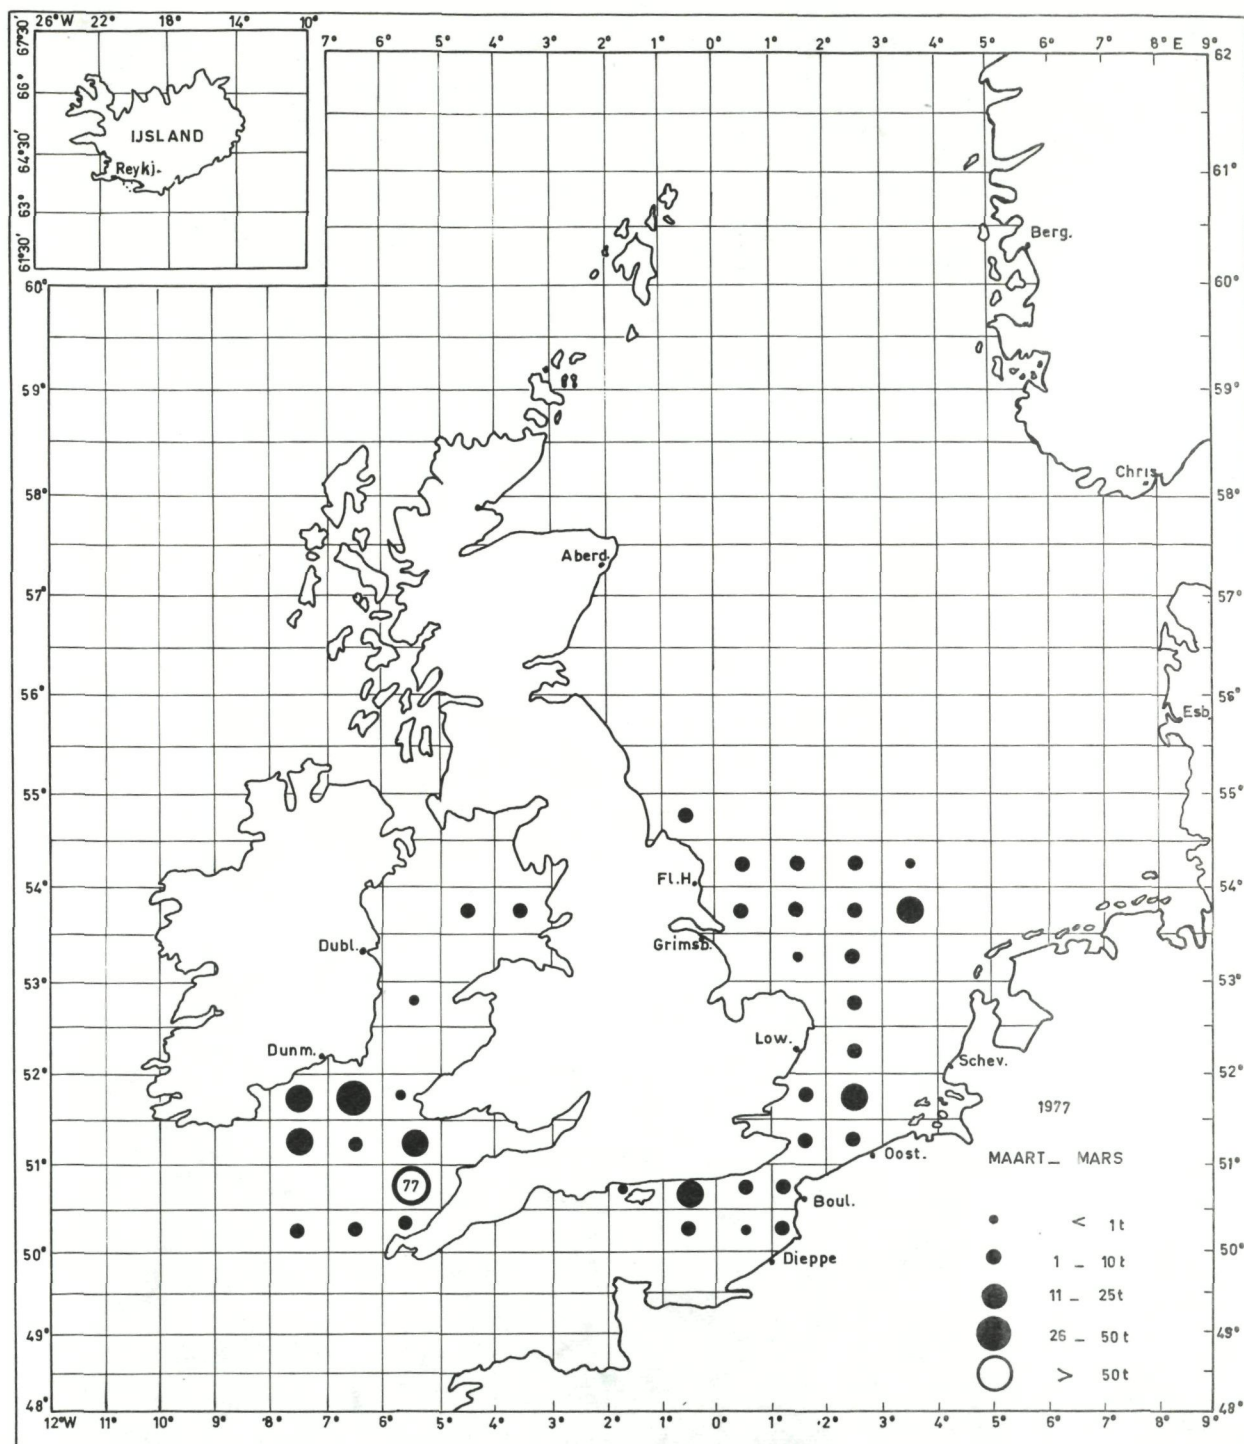 26°W 22° 18° 14° 10°
67°30' 66° 64°30' 63° 61°30'
IJSLAND
Reykj.
7° 6° 5° 4° 3° 2° 1° 0° 1° 2° 3° 4° 5° 6° 7° 8° E 9°
62
61°
Berg.
60° 60°
59° 59°
Chris.
58° 58°
Aberd.
57° 57°
56° 56°
Esb.
55° 55°
54° 54°
Fl.H.
Dubl.
Grimsb.
53° 53°
Low.
Dunm.
Schev.
52° 52°
1977
51° 51°
Oost.
MAART_ MARS
77
Boul.
< 1t
50° 50°
Dieppe
1 _ 10t
11 _ 25t
49° 49°
26 _ 50t
> 50t
48° 48°
12°W 11° 10° 9° 8° 7° 6° 5° 4° 3° 2° 1° 0° 1° 2° 3° 4° 5° 6° 7° 8° 9°